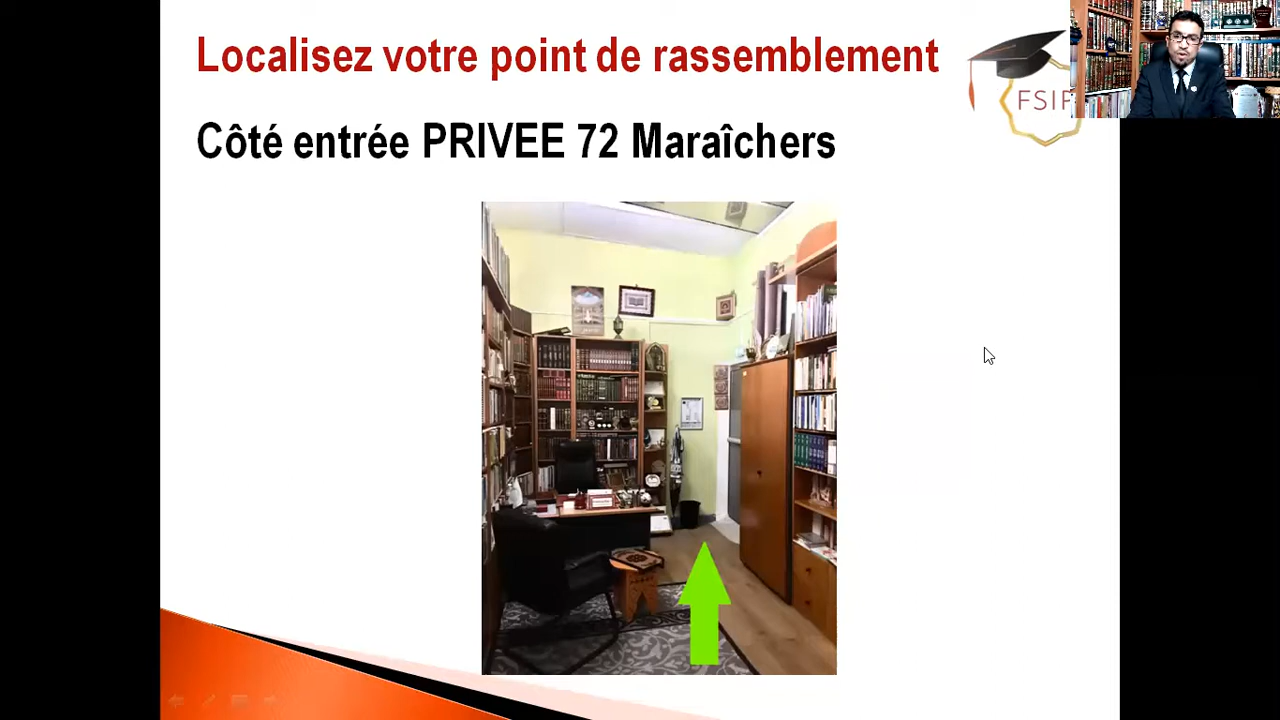 Localisez votre point de rassemblement
Côté entrée PRIVEE 72 Maraîchers
FSIF